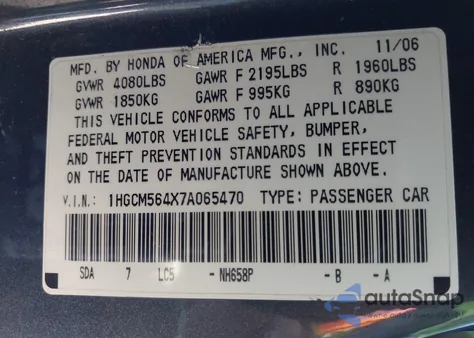 MFD. BY HONDA OF AMERICA MFG., INC. 11/06
GVWR 4080LBS GAWR F 2195LBS R 1960LBS
GVWR 1850KG GAWR F 995KG R 890KG
THIS VEHICLE CONFORMS TO ALL APPLICABLE
FEDERAL MOTOR VEHICLE SAFETY, BUMPER,
AND THEFT PREVENTION STANDARDS IN EFFECT
ON THE DATE OF MANUFACTURE SHOWN ABOVE.
V.I.N.: 1HGCM564X7A065470 TYPE: PASSENGER CAR
SDA 7 LC5 - NH658P - B - A
autoSnap